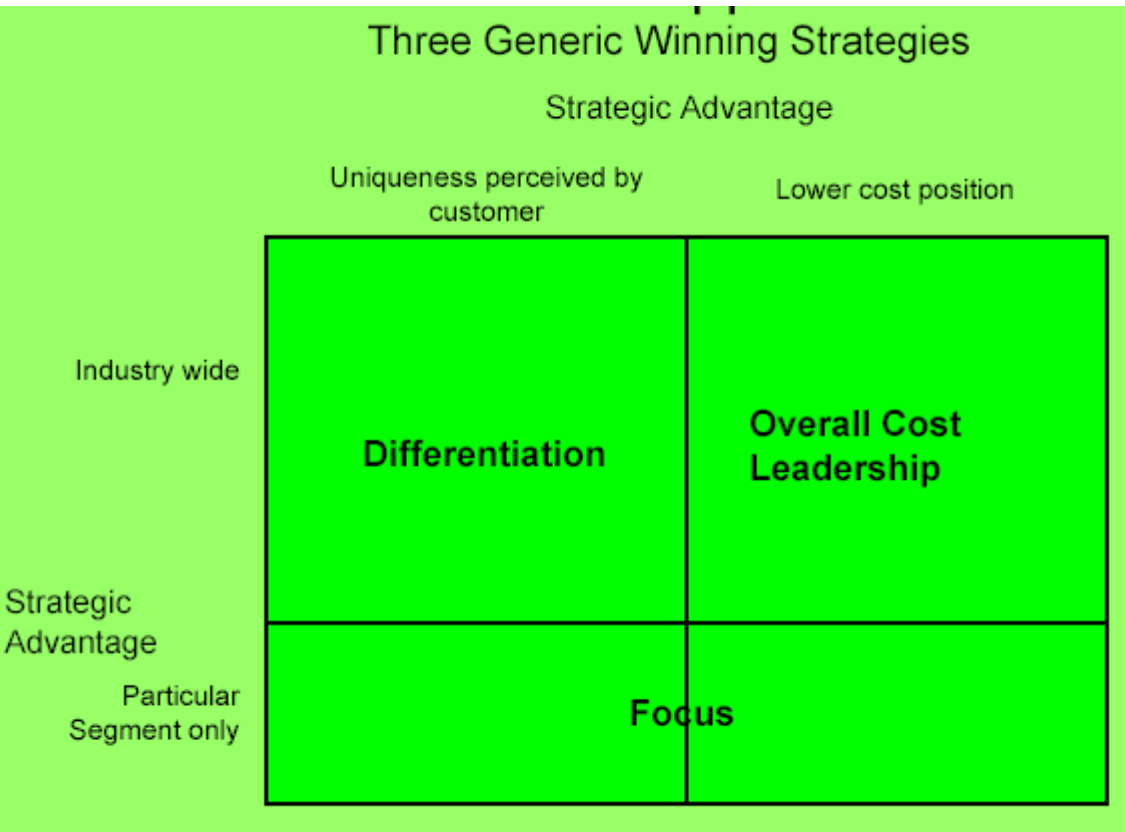 Three Generic Winning Strategies
Strategic Advantage
Uniqueness perceived by
customer
Lower cost position
Industry wide
Differentiation
Overall Cost
Leadership
Strategic
Advantage
Particular
Segment only
Focus